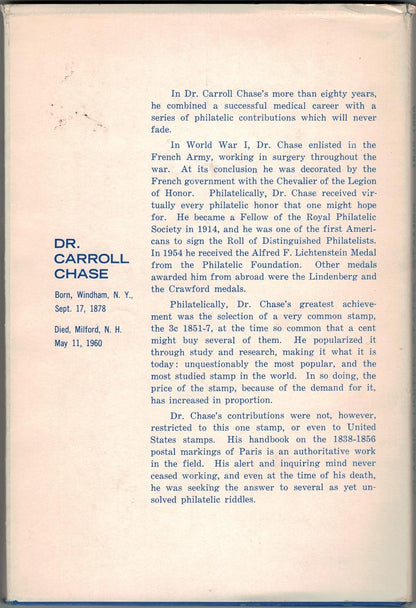 In Dr. Carroll Chase's more than eighty years,
he combined a successful medical career with a
series of philatelic contributions which will never
fade.
In World War I, Dr. Chase enlisted in the
French Army, working in surgery throughout the
war. At its conclusion he was decorated by the
French government with the Chevalier of the Legion
of Honor. Philatelically, Dr. Chase received vir-
tually every philatelic honor that one might hope
for. He became a Fellow of the Royal Philatelic
Society in 1914, and he was one of the first Ameri-
cans to sign the Roll of Distinguished Philatelists.
In 1954 he received the Alfred F. Lichtenstein Medal
from the Philatelic Foundation. Other medals
awarded him from abroad were the Lindenberg and
the Crawford medals.
Philatelically, Dr. Chase's greatest achieve-
ment was the selection of a very common stamp,
the 3c 1851-7, at the time so common that a cent
might buy several of them. He popularized it
through study and research, making it what it is
today: unquestionably the most popular, and the
most studied stamp in the world. In so doing, the
price of the stamp, because of the demand for it,
has increased in proportion.
Dr. Chase's contributions were not, however,
restricted to this one stamp, or even to United
States stamps. His handbook on the 1838-1856
postal markings of Paris is an authoritative work
in the field. His alert and inquiring mind never
ceased working, and even at the time of his death,
he was seeking the answer to several as yet un-
solved philatelic riddles.
DR.
CARROLL
CHASE
Born, Windham, N. Y.,
Sept. 17, 1878
Died, Milford, N. H.
May 11, 1960